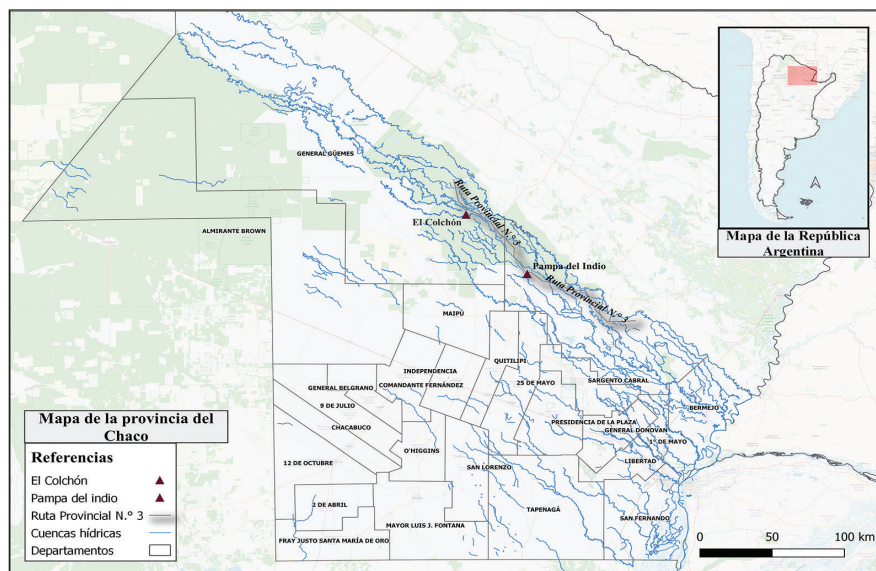 Mapa de la República
Argentina
GENERAL GÜEMES
Ruta Provincial N.º 3
El Colchón
ALMIRANTE BROWN
Pampa del Indio
Ruta Provincial N.º 3
MAIPÙ
QUITILIPI
INDEPENDENCIA
GENERAL BELGRANO
COMANDANTE FERNÁNDEZ
25 DE MAYO
SARGENTO CABRAL
9 DE JULIO
BERMEJO
CHACABUCO
PRESIDENCIA DE LA PLAZA
GENERAL DONOVAN
1º DE MAYO
O'HIGGINS
LIBERTAD
12 DE OCTUBRE
SAN LORENZO
2 DE ABRIL
TAPENAGÁ
SAN FERNANDO
MAYOR LUIS J. FONTANA
FRAY JUSTO SANTA MARÍA DE ORO
Mapa de la provincia del
Chaco
Referencias
El Colchón
Pampa del indio
Ruta Provincial N.º 3
Cuencas hídricas
Departamentos
0 50 100 km